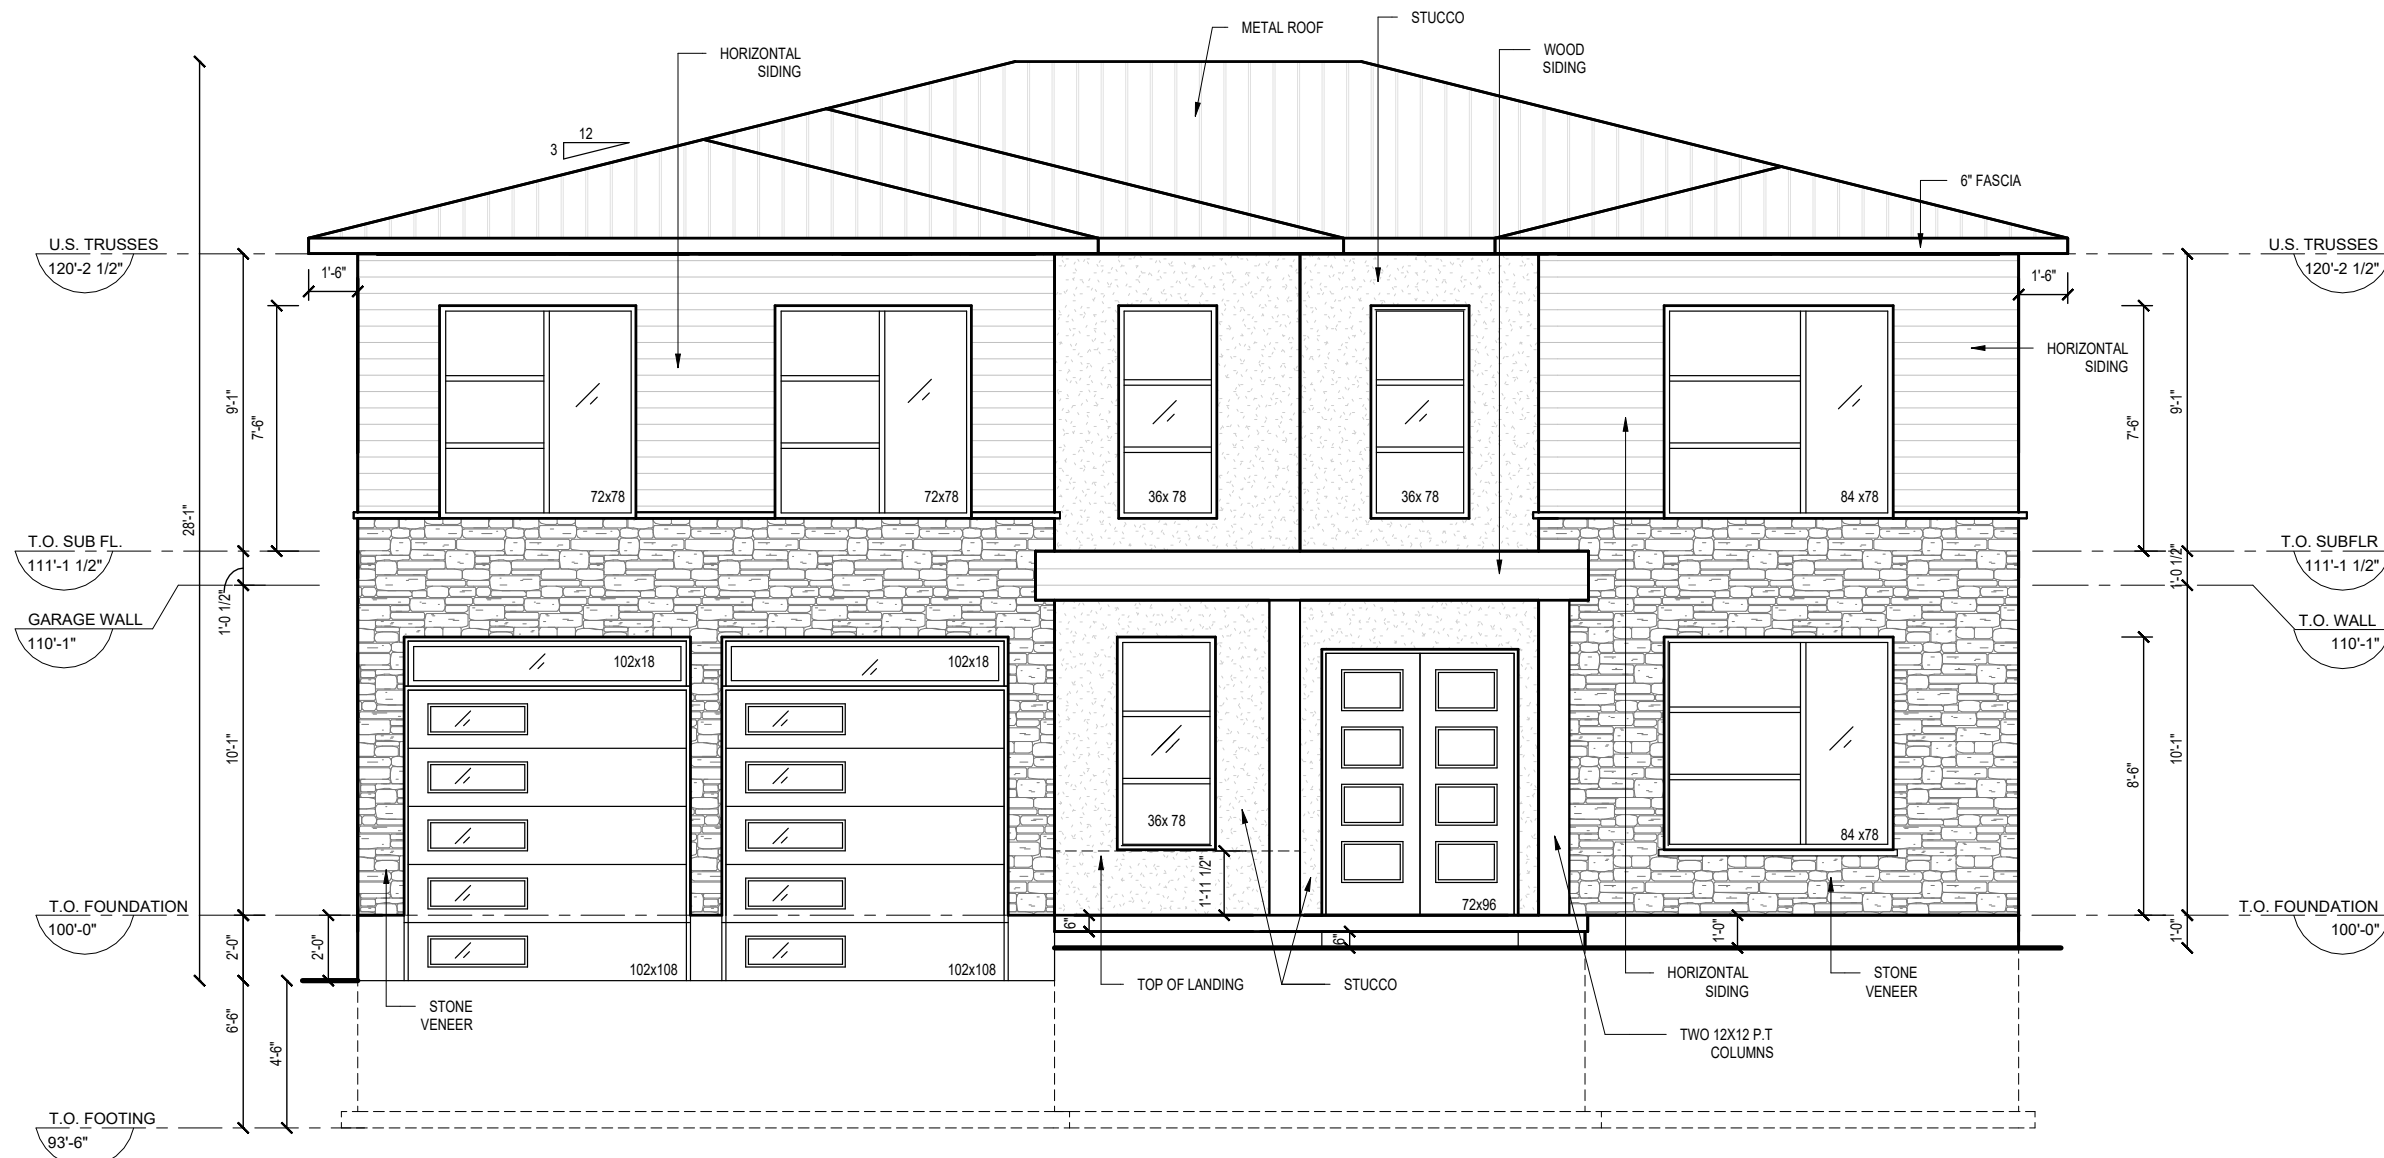 METAL ROOF
STUCCO
HORIZONTAL
SIDING
WOOD
SIDING
12
3
6" FASCIA
U.S. TRUSSES
120'-2 1/2"
1'-6"
U.S. TRUSSES
120'-2 1/2"
1'-6"
HORIZONTAL
SIDING
9'-1"
7'-6"
28'-1"
7'-6"
9'-1"
72x78
72x78
36x 78
36x 78
84 x78
T.O. SUB FL.
111'-1 1/2"
T.O. SUBFLR
111'-1 1/2"
1'-0 1/2"
1'-0 1/2"
GARAGE WALL
110'-1"
T.O. WALL
110'-1"
102x18
102x18
10'-1"
8'-6"
10'-1"
36x 78
84 x78
1'-11 1/2"
72x96
T.O. FOUNDATION
100'-0"
T.O. FOUNDATION
100'-0"
2'-0"
2'-0"
6"
6"
1'-0"
1'-0"
102x108
102x108
TOP OF LANDING
STUCCO
HORIZONTAL
SIDING
STONE
VENEER
STONE
VENEER
6'-6"
4'-6"
TWO 12X12 P.T
COLUMNS
T.O. FOOTING
93'-6"